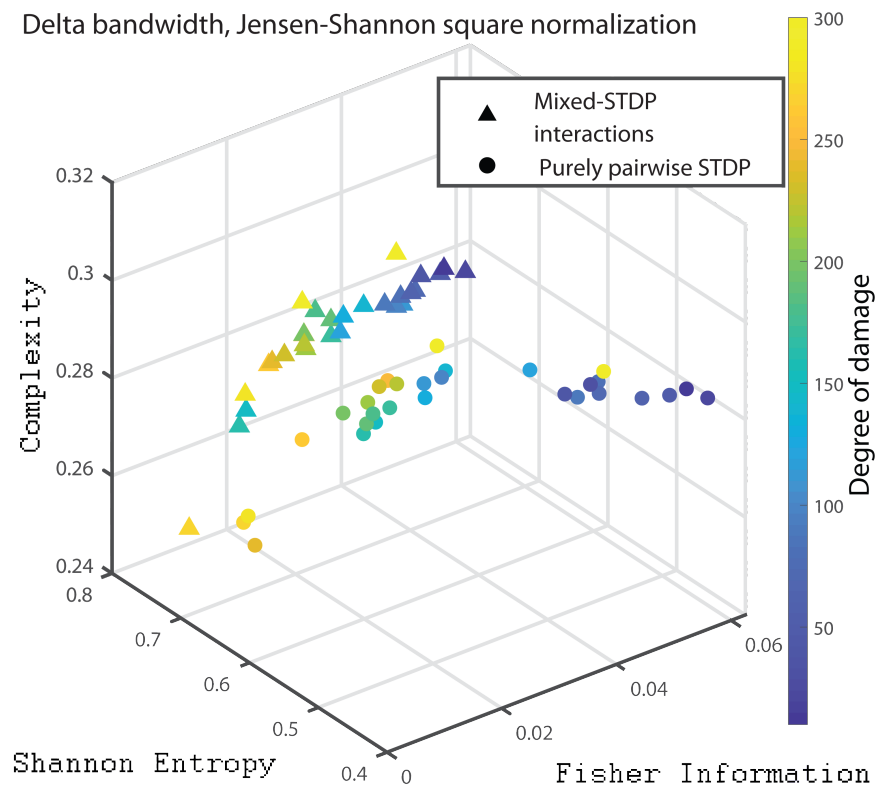 Delta bandwidth, Jensen-Shannon square normalization
Mixed-STDP
interactions
Purely pairwise STDP
0.32
0.3
0.28
0.26
0.24
Complexity
0.8
0.7
0.6
0.5
0.4
Shannon Entropy
0
0.02
0.04
0.06
Fisher Information
300
250
200
150
100
50
Degree of damage